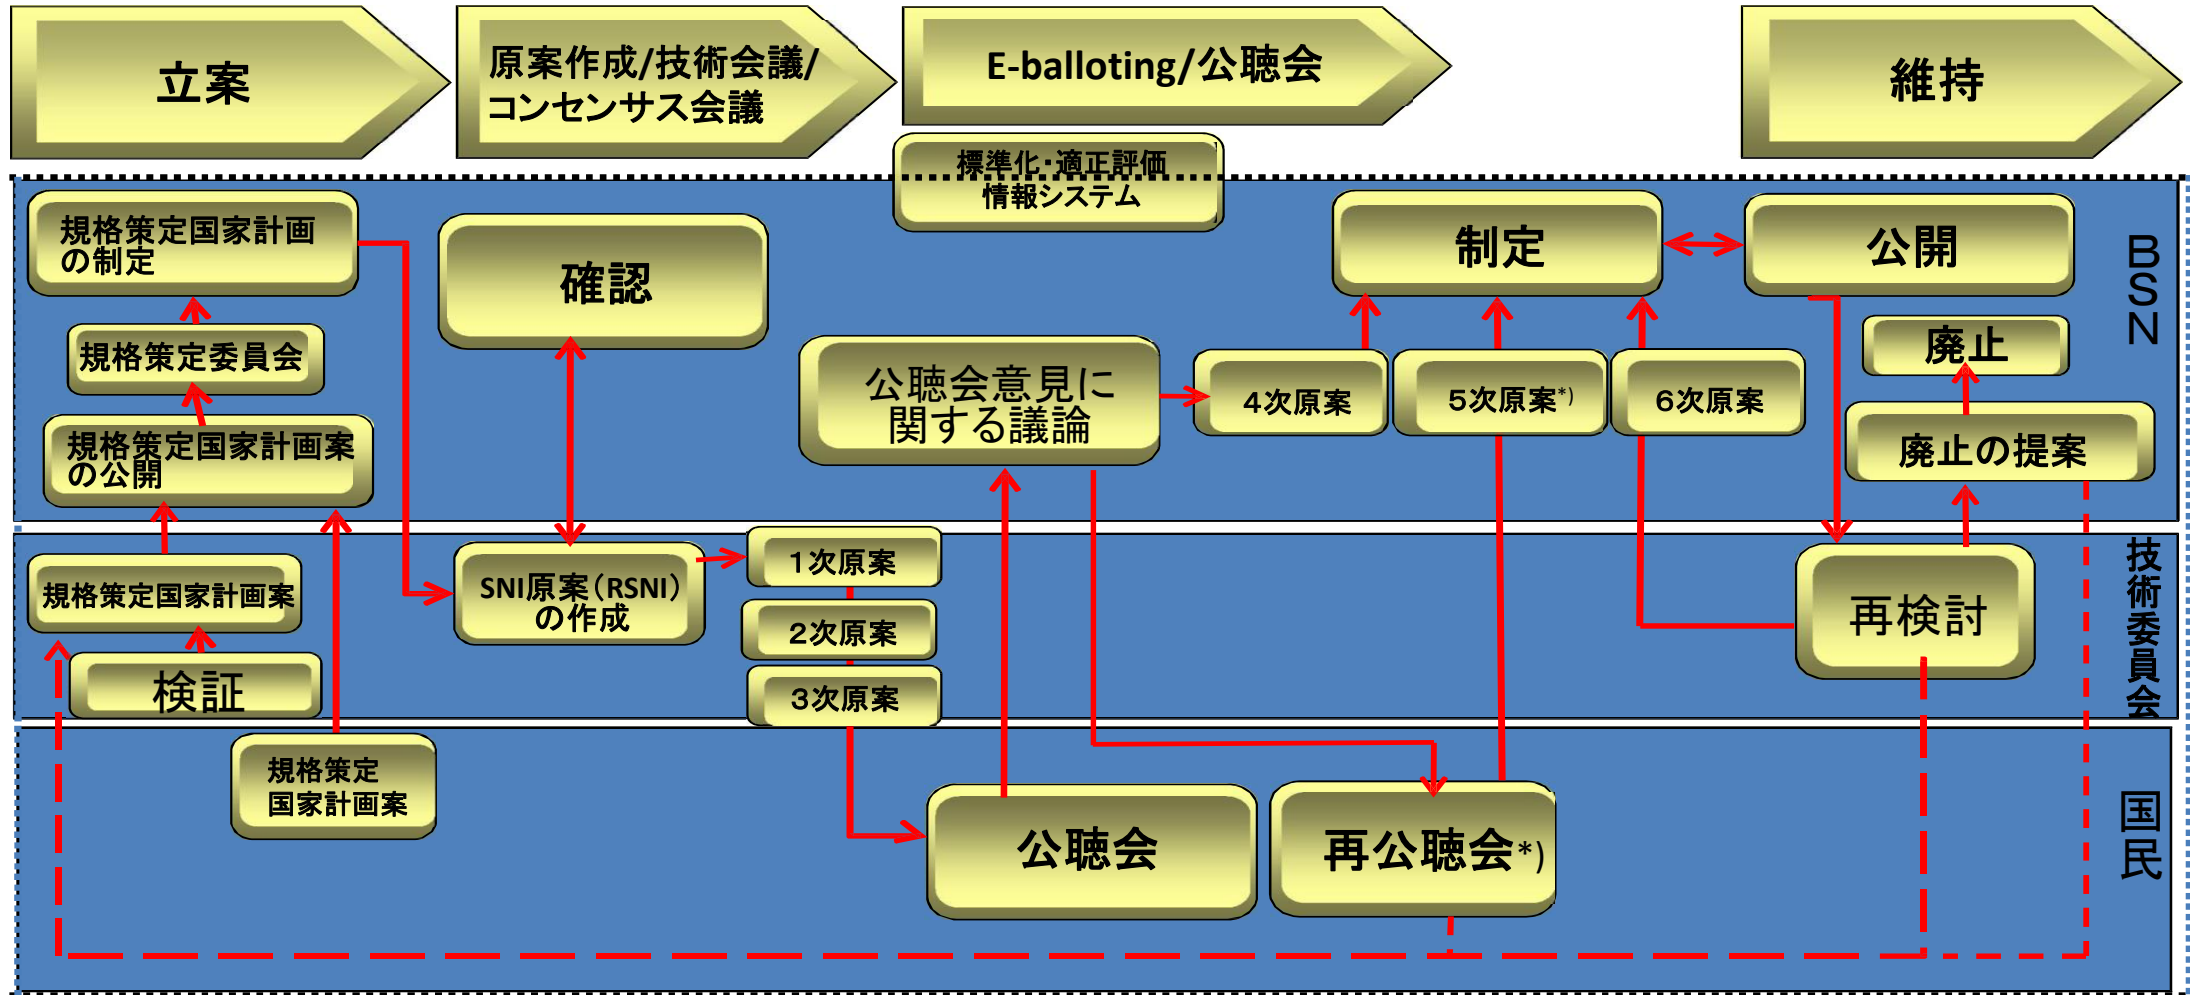 立案
原案作成/技術会議/
コンセンサス会議
E-balloting/公聴会
維持
標準化・適正評価
情報システム
規格策定国家計画
の制定
確認
制定
公開
BSN
規格策定委員会
廃止
公聴会意見に
関する議論
4次原案
5次原案*)
6次原案
規格策定国家計画案
の公開
廃止の提案
規格策定国家計画案
SNI原案(RSNI)
の作成
1次原案
2次原案
3次原案
再検討
技術委員会
検証
規格策定
国家計画案
公聴会
再公聴会*)
国民